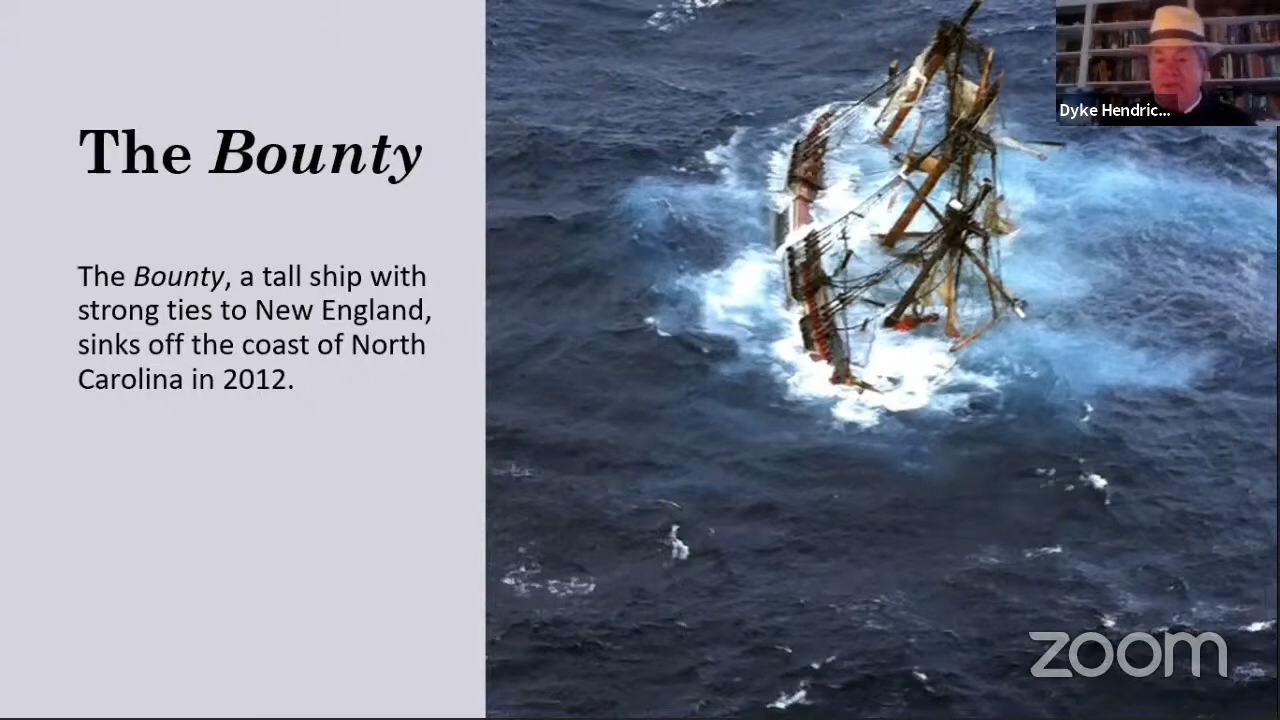 The Bounty
The Bounty, a tall ship with
strong ties to New England,
sinks off the coast of North
Carolina in 2012.
Dyke Hendric...
zoom